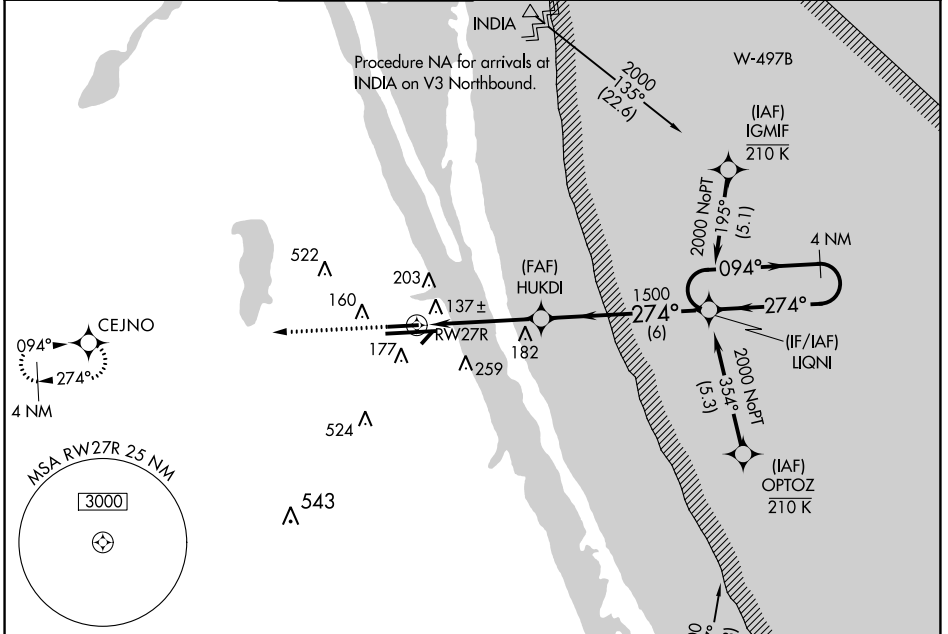 INDIA
Procedure NA for arrivals at
INDIA on V3 Northbound.
2000
135°
(22.6)
W-497B
(IAF)
IGMIF
210 K
2000 NoPT
195°
(5.1)
4 NM
094°
274°
(IF/IAF)
LIQNI
1500
274°
(6)
(FAF)
HUKDI
522
203
160
137 ±
RW27R
177
259
182
524
543
CEJNO
094°
274°
4 NM
2000 NoPT
354°
(5.3)
(IAF)
OPTOZ
210 K
MSA RW27R 25 NM
3000